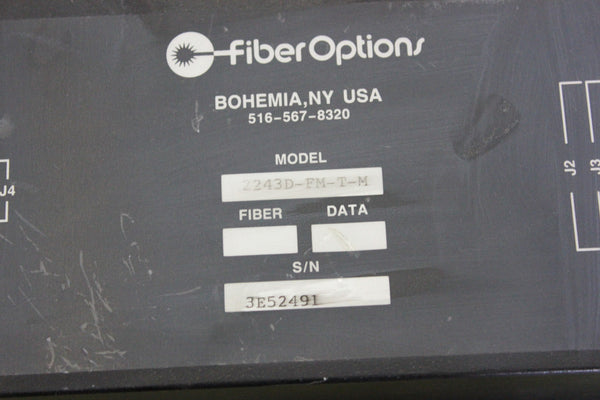 fiberOptions
BOHEMIA, NY USA
516-567-8320
MODEL
2243D-FM-T-M
FIBER DATA
S/N
3E52491
J4
J2
J3